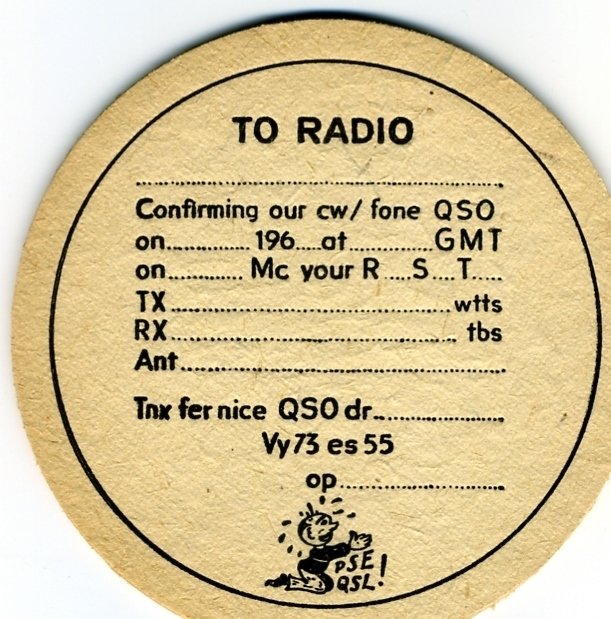 TO RADIO
................................................................
Confirming our cw/ fone QSO
on.............. 196.....at..............GMT
on............. Mc your R ....S....T.....
TX..................................................wtts
RX.................................................... tbs
Ant...........................................................
Tnx fer nice QSO dr........................
Vy 73 es 55
op..............................
PSE
QSL!